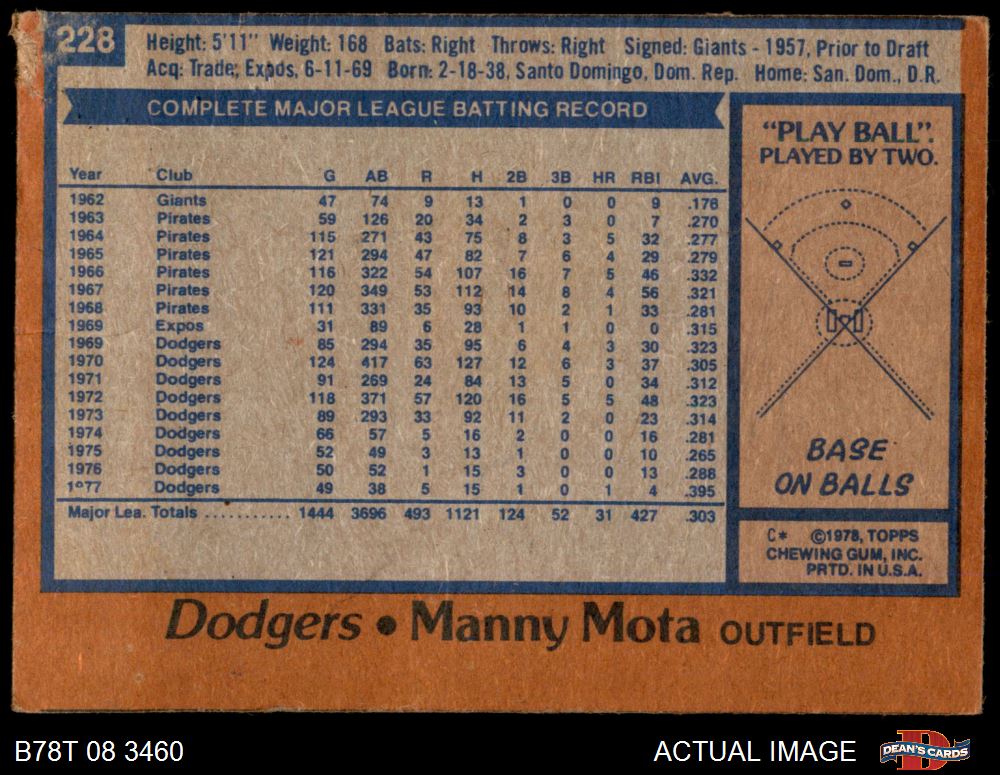 228
Height: 5'11" Weight: 168 Bats: Right Throws: Right Signed: Giants - 1957, Prior to Draft
Acq: Trade, Expos, 6-11-69 Born: 2-18-38, Santo Domingo, Dom. Rep. Home: San. Dom., D.R.
COMPLETE MAJOR LEAGUE BATTING RECORD
Year Club G AB R H 2B 3B HR RBI AVG.
1962 Giants 47 74 9 13 1 0 0 9 .176
1963 Pirates 59 126 20 34 2 3 0 7 .270
1964 Pirates 115 271 43 75 8 3 5 32 .277
1965 Pirates 121 294 47 82 7 6 4 29 .279
1966 Pirates 116 322 54 107 16 7 5 46 .332
1967 Pirates 120 349 53 112 14 8 4 56 .321
1968 Pirates 111 331 35 93 10 2 1 33 .281
1969 Expos 31 89 6 28 1 1 0 0 .315
1969 Dodgers 85 294 35 95 6 4 3 30 .323
1970 Dodgers 124 417 63 127 12 6 3 37 .305
1971 Dodgers 91 269 24 84 13 5 0 34 .312
1972 Dodgers 118 371 57 120 16 5 5 48 .323
1973 Dodgers 89 293 33 92 11 2 0 23 .314
1974 Dodgers 66 57 5 16 2 0 0 16 .281
1975 Dodgers 52 49 3 13 1 0 0 10 .265
1976 Dodgers 50 52 1 15 3 0 0 13 .288
1977 Dodgers 49 38 5 15 1 0 1 4 .395
Major Lea. Totals ........... 1444 3696 493 1121 124 52 31 427 .303
"PLAY BALL".
PLAYED BY TWO.
BASE
ON BALLS
C* ©1978, TOPPS
CHEWING GUM, INC.
PRTD. IN U.S.A.
Dodgers • Manny Mota OUTFIELD
B78T 08 3460
ACTUAL IMAGE
D
DEAN'S CARDS